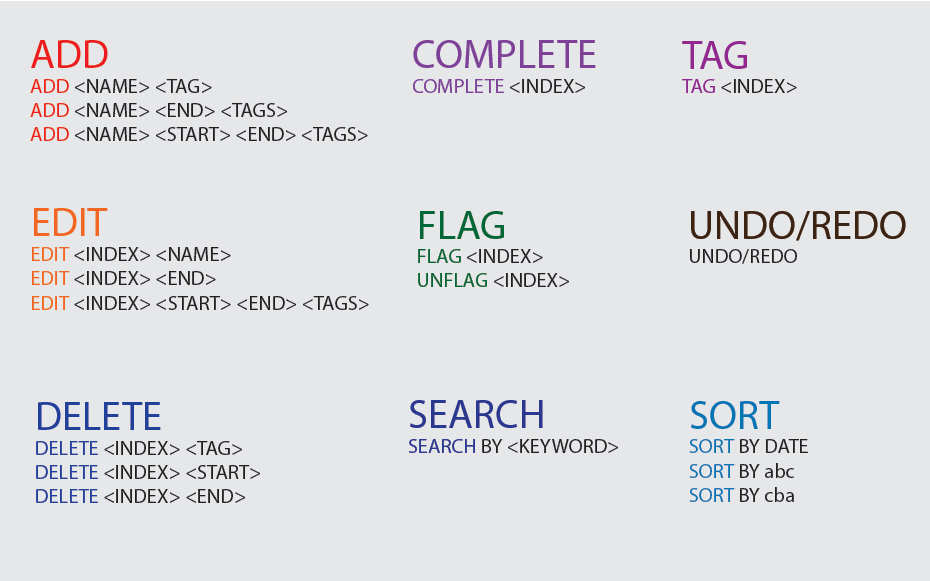 ADD
ADD <NAME> <TAG>
ADD <NAME> <END> <TAGS>
ADD <NAME> <START> <END> <TAGS>
COMPLETE
COMPLETE <INDEX>
TAG
TAG <INDEX>
EDIT
EDIT <INDEX> <NAME>
EDIT <INDEX> <END>
EDIT <INDEX> <START> <END> <TAGS>
FLAG
FLAG <INDEX>
UNFLAG <INDEX>
UNDO/REDO
UNDO/REDO
DELETE
DELETE <INDEX> <TAG>
DELETE <INDEX> <START>
DELETE <INDEX> <END>
SEARCH
SEARCH BY <KEYWORD>
SORT
SORT BY DATE
SORT BY abc
SORT BY cba